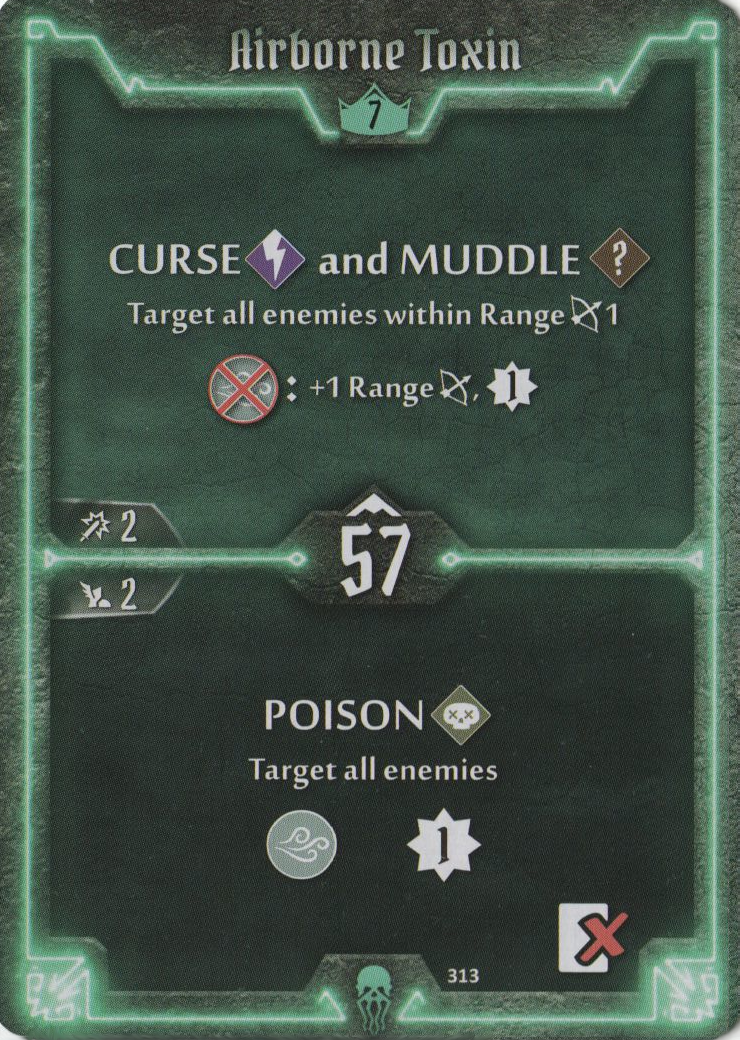 Airborne Toxin
7
CURSE and MUDDLE ?
Target all enemies within Range 1
: +1 Range , 1
2
57
2
POISON
Target all enemies
1
313